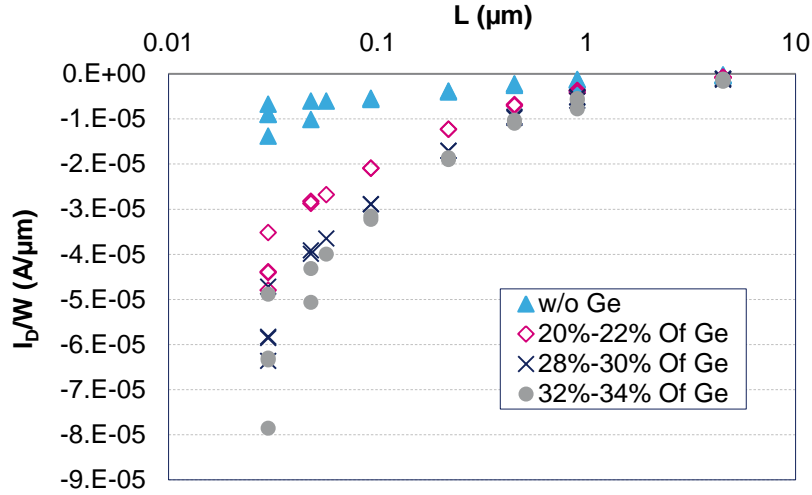 L (µm)
0.01 0.1 1 10
0.E+00
-1.E-05
-2.E-05
-3.E-05
-4.E-05
-5.E-05
-6.E-05
-7.E-05
-8.E-05
-9.E-05
I_D/W (A/µm)
w/o Ge
20%-22% Of Ge
28%-30% Of Ge
32%-34% Of Ge